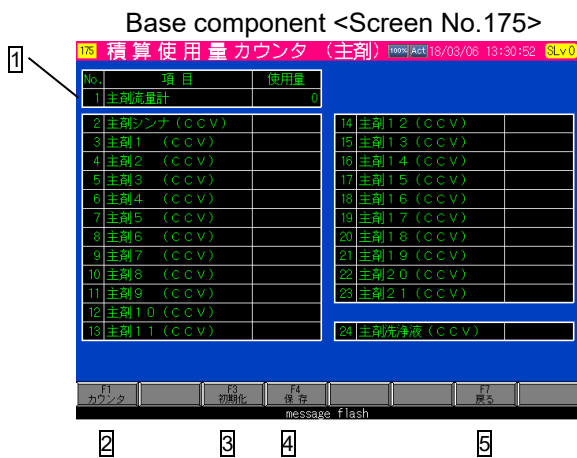 Base component <Screen No.175>
1
175 積算使用量カウンタ （主剤） 100% Act 18/03/06 13:30:52 SLv0
No. 項目 使用量
1 主剤流量計 0
2 主剤シンナ（ＣＣＶ）
3 主剤１ （ＣＣＶ）
4 主剤２ （ＣＣＶ）
5 主剤３ （ＣＣＶ）
6 主剤４ （ＣＣＶ）
7 主剤５ （ＣＣＶ）
8 主剤６ （ＣＣＶ）
9 主剤７ （ＣＣＶ）
10 主剤８ （ＣＣＶ）
11 主剤９ （ＣＣＶ）
12 主剤１０（ＣＣＶ）
13 主剤１１（ＣＣＶ）
14 主剤１２（ＣＣＶ）
15 主剤１３（ＣＣＶ）
16 主剤１４（ＣＣＶ）
17 主剤１５（ＣＣＶ）
18 主剤１６（ＣＣＶ）
19 主剤１７（ＣＣＶ）
20 主剤１８（ＣＣＶ）
21 主剤１９（ＣＣＶ）
22 主剤２０（ＣＣＶ）
23 主剤２１（ＣＣＶ）
24 主剤洗浄液（ＣＣＶ）
F1 F3 F4 F7
カウンタ 初期化 保存 戻る
message flash
2 3 4 5